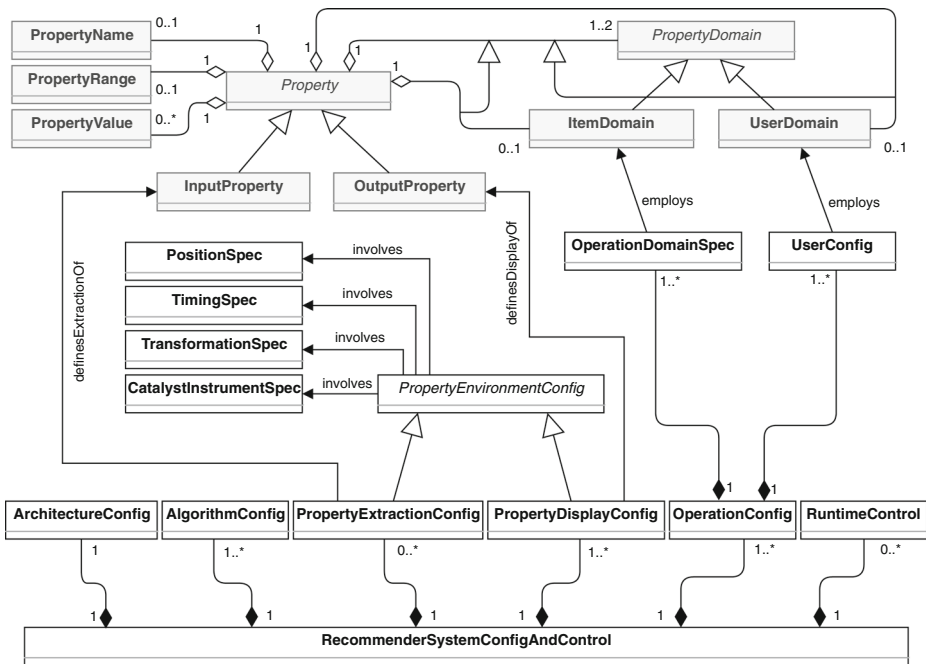 PropertyName
0..1
1
1
1..2
PropertyDomain
PropertyRange
1
0..1
Property
1
1
PropertyValue
0..*
1
ItemDomain
UserDomain
0..1
0..1
InputProperty
OutputProperty
employs
employs
OperationDomainSpec
UserConfig
1..*
1..*
PositionSpec
involves
TimingSpec
involves
TransformationSpec
involves
CatalystInstrumentSpec
involves
PropertyEnvironmentConfig
definesExtractionOf
definesDisplayOf
1
1
ArchitectureConfig
AlgorithmConfig
PropertyExtractionConfig
PropertyDisplayConfig
OperationConfig
RuntimeControl
1
1..*
0..*
1..*
1..*
0..*
1
1
1
1
1
1
RecommenderSystemConfigAndControl